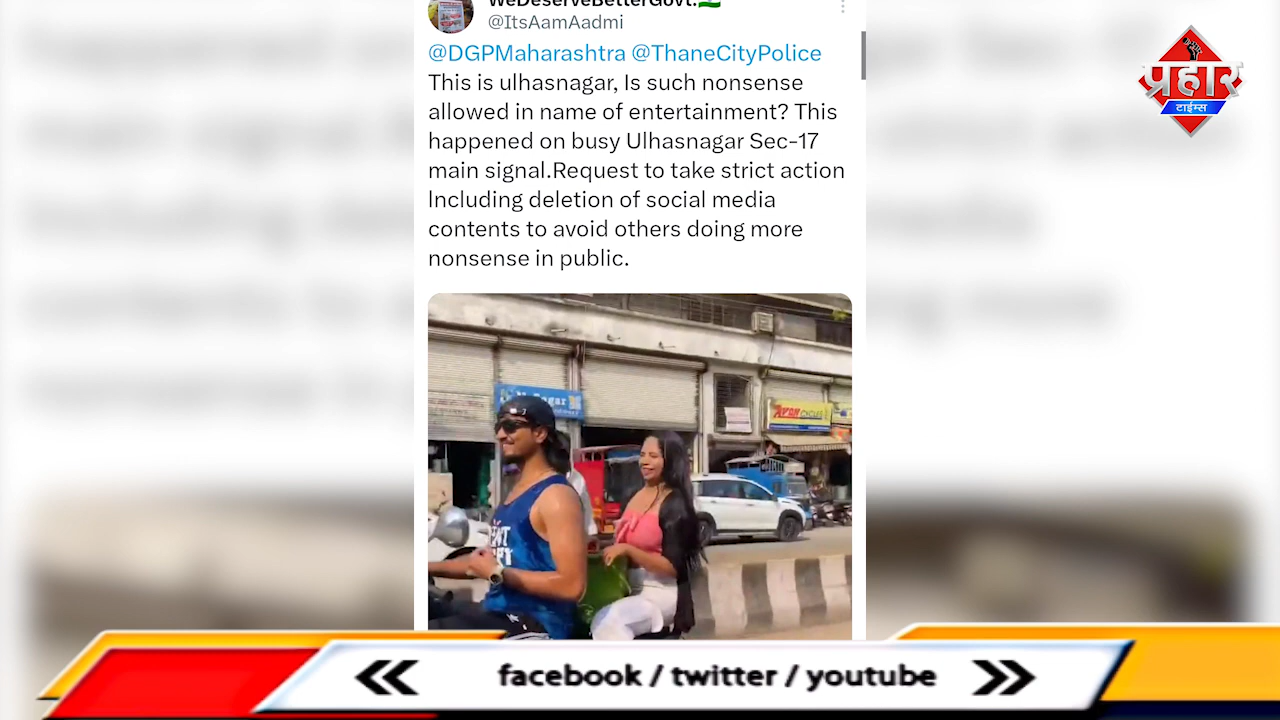 WeDeserveBetterGovt.
@ItsAamAadmi
@DGPMaharashtra @ThaneCityPolice
This is ulhasnagar, Is such nonsense
allowed in name of entertainment? This
happened on busy Ulhasnagar Sec-17
main signal.Request to take strict action
Including deletion of social media
contents to avoid others doing more
nonsense in public.
प्रहार
टाईम्स
AVON CYCLES
facebook / twitter / youtube